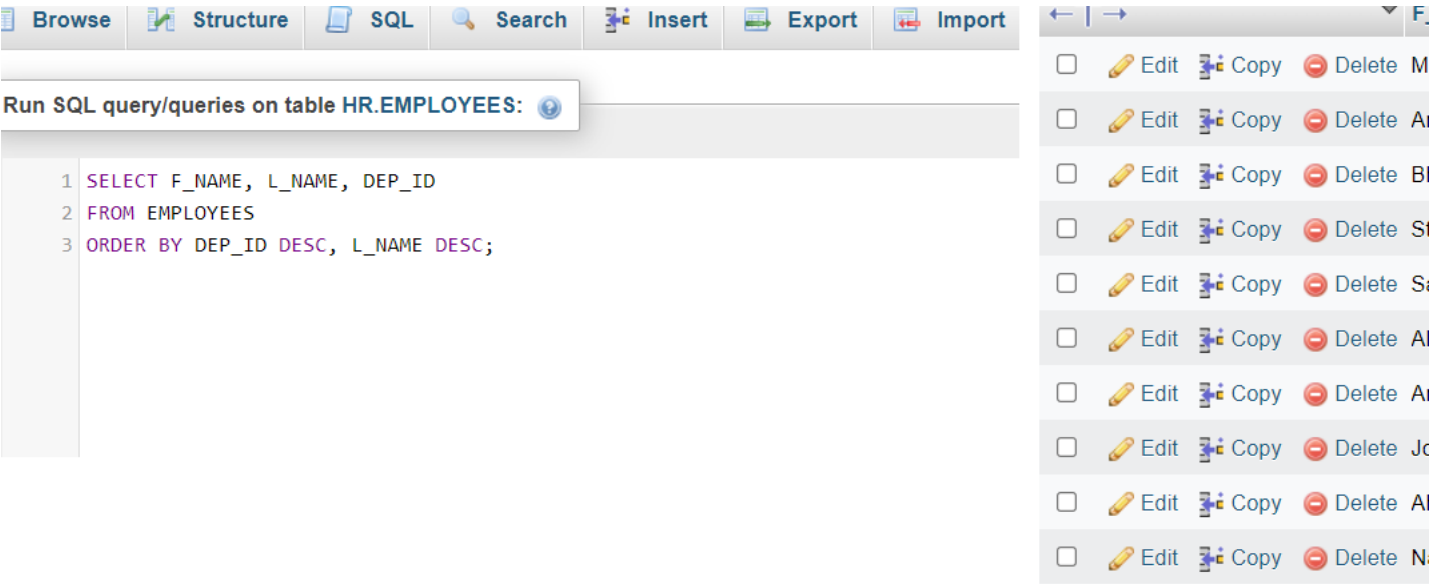 Browse Structure SQL Search Insert Export Import
Run SQL query/queries on table HR.EMPLOYEES:
1 SELECT F_NAME, L_NAME, DEP_ID
2 FROM EMPLOYEES
3 ORDER BY DEP_ID DESC, L_NAME DESC;
← | →
Edit Copy Delete
Edit Copy Delete
Edit Copy Delete
Edit Copy Delete
Edit Copy Delete
Edit Copy Delete
Edit Copy Delete
Edit Copy Delete
Edit Copy Delete
Edit Copy Delete